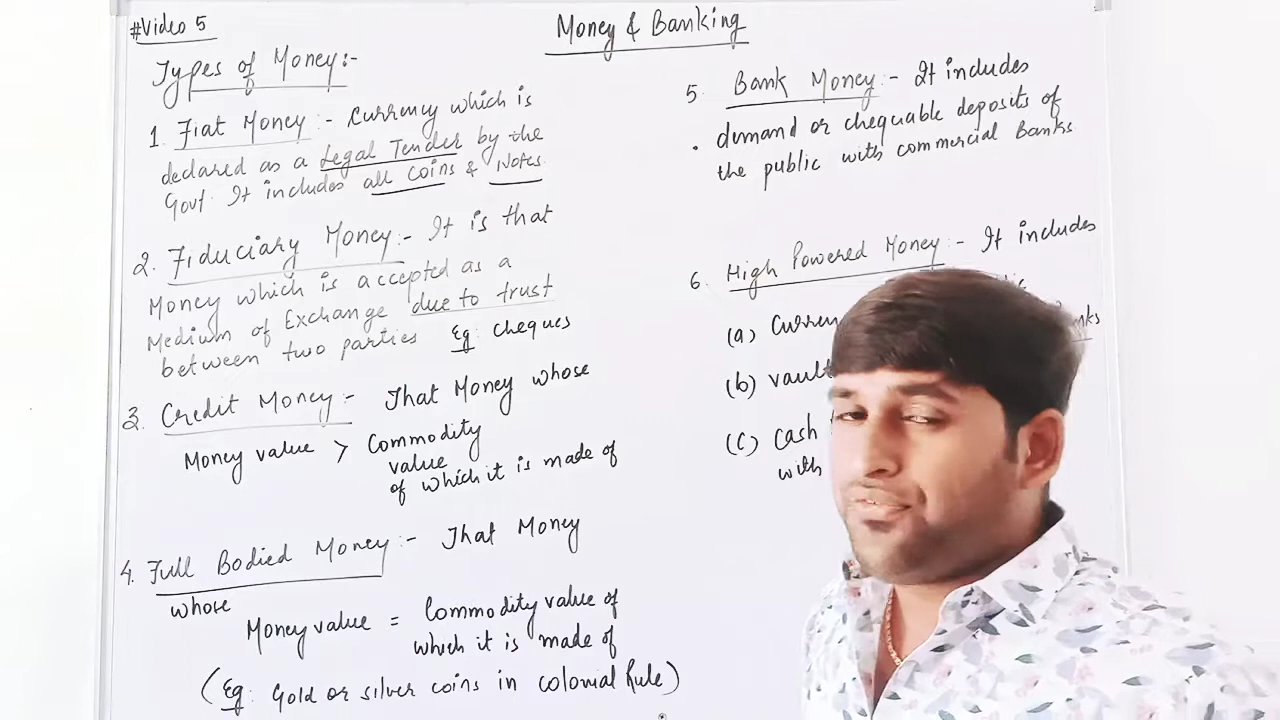 #Video 5
Money & Banking
Types of Money:-
1. Fiat Money:- Currency which is
declared as a Legal Tender by the
Govt. It includes all coins & Notes.
2. Fiduciary Money:- It is that
Money which is accepted as a
Medium of Exchange due to trust
between two parties Eg: cheques
3. Credit Money:- That Money whose
Money value > Commodity
value
of which it is made of
4. Full Bodied Money:- That Money
whose
Money value = Commodity value of
which it is made of
(Eg: Gold or silver coins in colonial Rule)
5. Bank Money:- It includes
demand or chequable deposits of
the public with commercial Banks
6. High Powered Money:- It includes
(a)
(b) vault
(c) cash
with